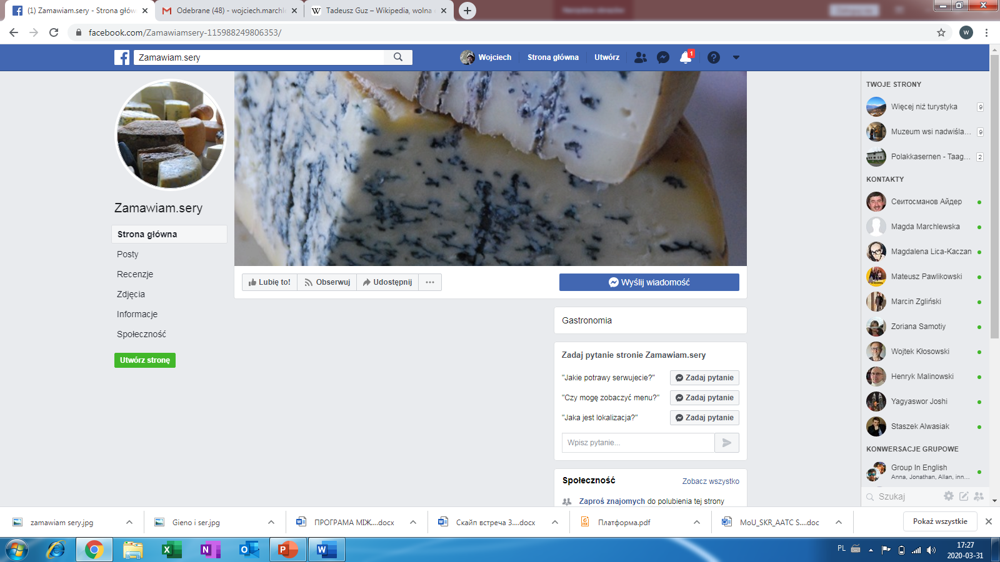 (1) Zamawiam.sery - Strona głów
Odebrane (48) - wojciech.marchl
Tadeusz Guz – Wikipedia, wolna
facebook.com/Zamawiamsery-115988249806353/
W
Zamawiam.sery
Wojciech
Strona główna
Utwórz
1
Zamawiam.sery
Strona główna
Posty
Recenzje
Zdjęcia
Informacje
Społeczność
Utwórz stronę
Lubię to!
Obserwuj
Udostępnij
Wyślij wiadomość
Gastronomia
Zadaj pytanie stronie Zamawiam.sery
"Jakie potrawy serwujecie?" Zadaj pytanie
"Czy mogę zobaczyć menu?" Zadaj pytanie
"Jaka jest lokalizacja?" Zadaj pytanie
Wpisz pytanie...
Społeczność Zobacz wszystko
Zaproś znajomych do polubienia tej strony
TWOJE STRONY
Więcej niż turystyka 9
Muzeum wsi nadwiśla... 9
Polakkasernen - Taag... 2
KONTAKTY
Сеитосманов Айдер
Magda Marchlewska
Magdalena Lica-Kaczan
Mateusz Pawlikowski
Marcin Zgliński
Zoriana Samotiy
Wojtek Kłosowski
Henryk Malinowski
Yagyaswor Joshi
Staszek Alwasiak
KONWERSACJE GRUPOWE
Group In English
Anna, Jonathan, Allan, inn...
Szukaj
zamawiam sery.jpg
Gieno i ser.jpg
ПРОГРАМА МІЖ....docx
Скайп встреча 3....docx
Платформа.pdf
MoU_SKR_AATC S....doc
Pokaż wszystkie
PL
17:27
2020-03-31